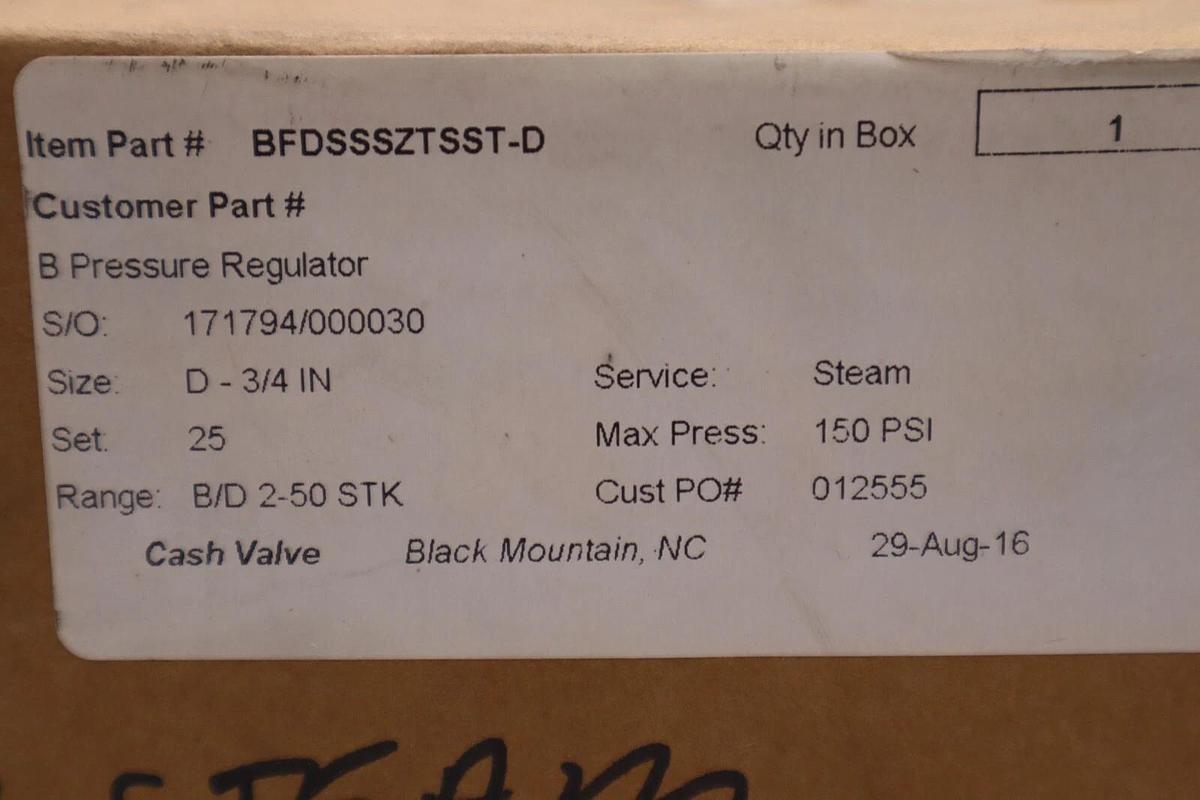 Item Part # BFDSSSZTSST-D Qty in Box 1
Customer Part #
B Pressure Regulator
S/O: 171794/000030
Size: D - 3/4 IN Service: Steam
Set: 25 Max Press: 150 PSI
Range: B/D 2-50 STK Cust PO# 012555
Cash Valve Black Mountain, NC 29-Aug-16
STEAM